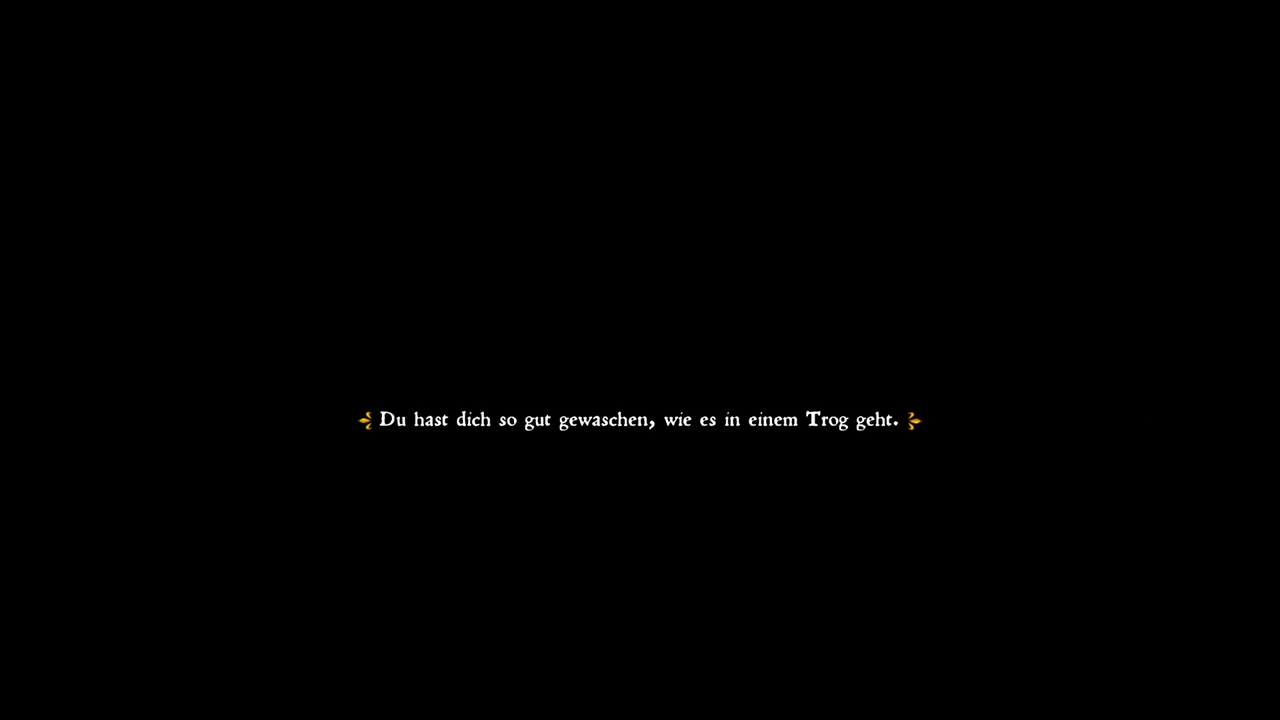 Du hast dich so gut gewaschen, wie es in einem Trog geht.